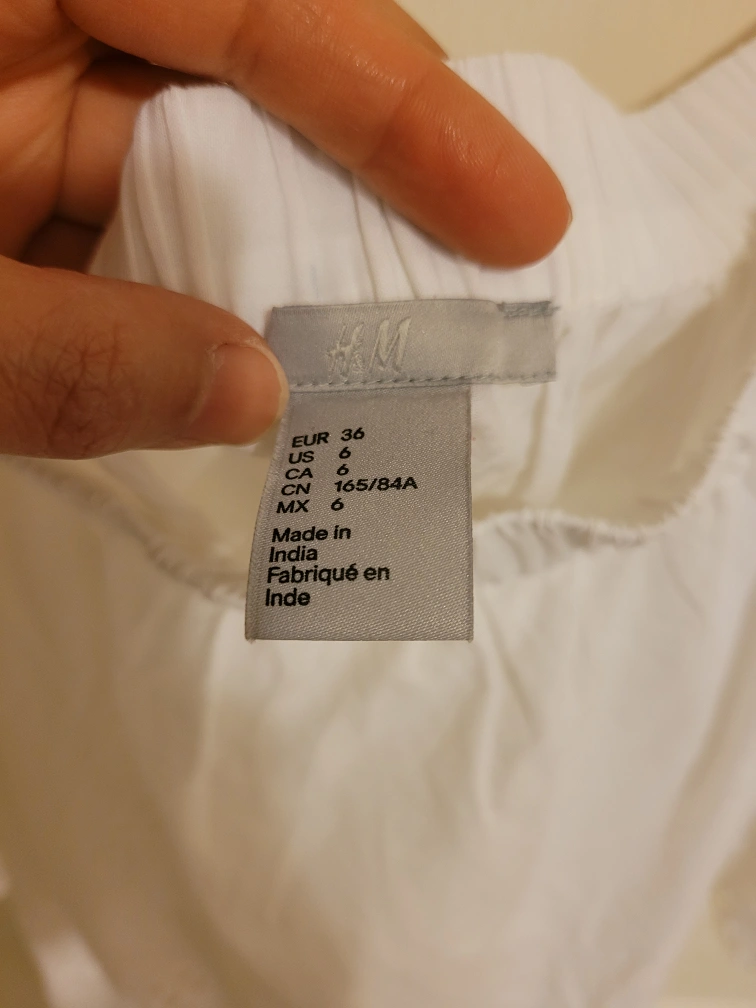 H&M
EUR 36
US 6
CA 6
CN 165/84A
MX 6
Made in
India
Fabriqué en
Inde